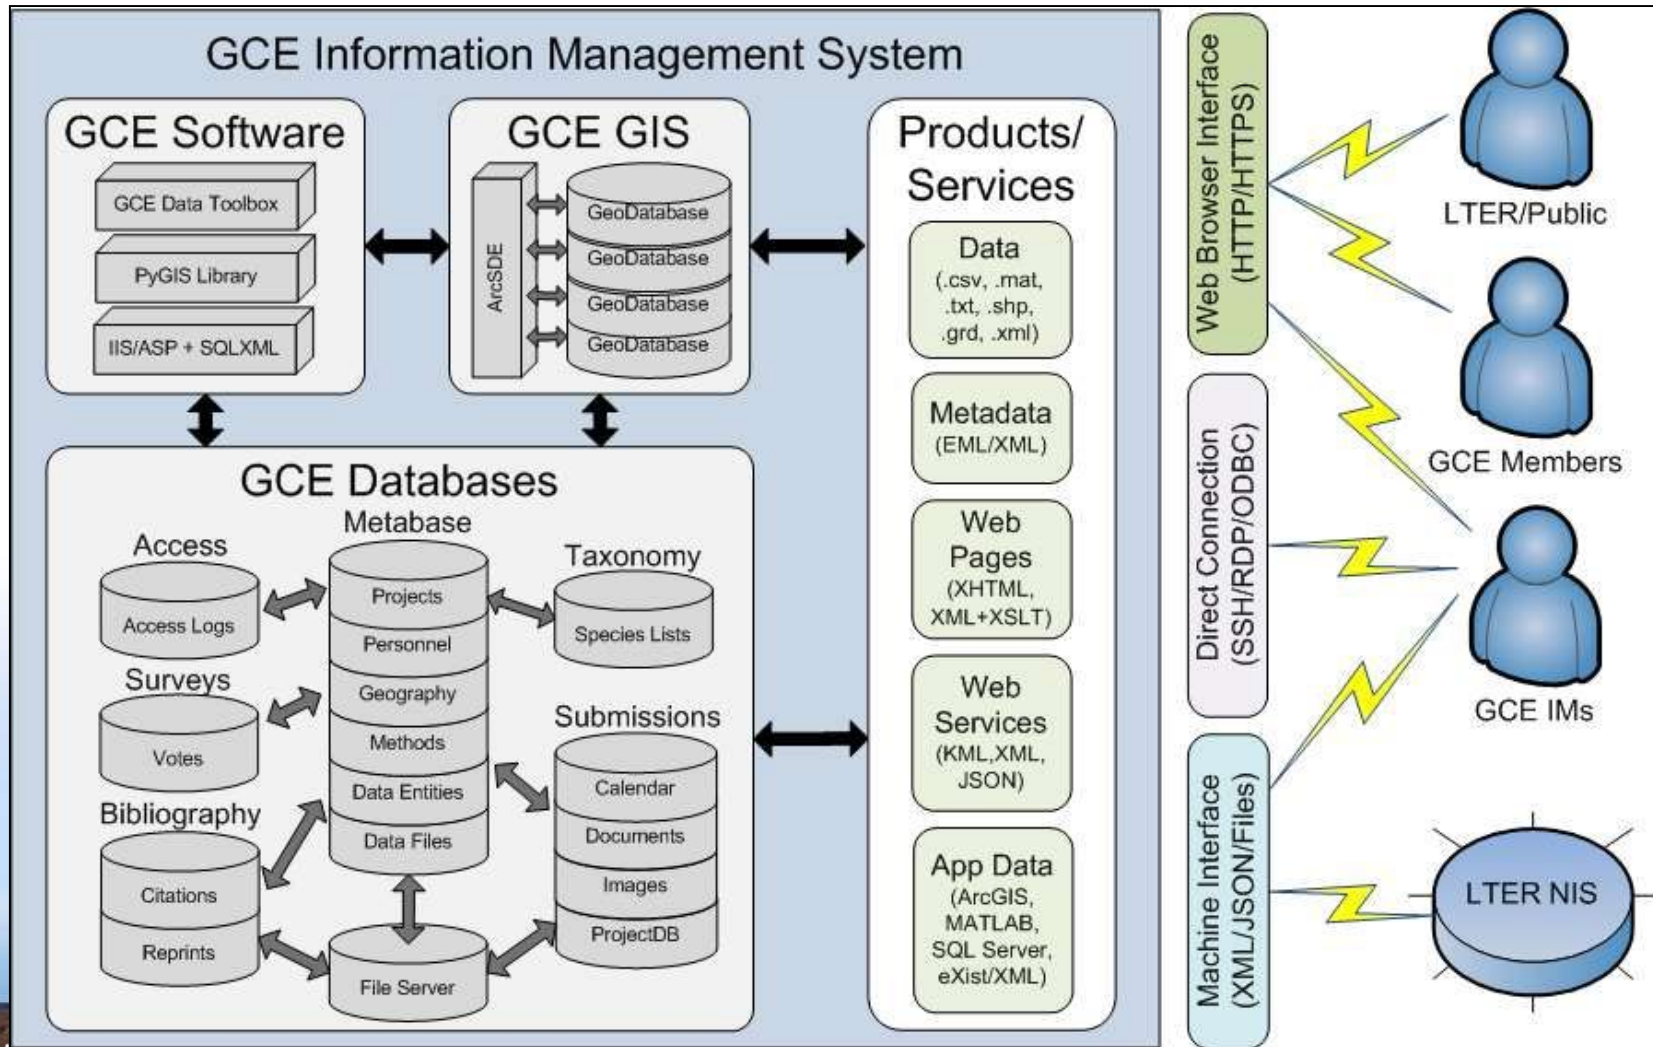 GCE Information Management System
GCE Software
GCE Data Toolbox
PyGIS Library
IIS/ASP + SQLXML
GCE GIS
ArcSDE
GeoDatabase
GeoDatabase
GeoDatabase
GeoDatabase
GCE Databases
Metabase
Projects
Personnel
Geography
Methods
Data Entities
Data Files
Access
Access Logs
Surveys
Votes
Bibliography
Citations
Reprints
File Server
Taxonomy
Species Lists
Submissions
Calendar
Documents
Images
ProjectDB
Products/
Services
Data
(.csv, .mat,
.txt, .shp,
.grd, .xml)
Metadata
(EML/XML)
Web
Pages
(XHTML,
XML+XSLT)
Web
Services
(KML,XML,
JSON)
App Data
(ArcGIS,
MATLAB,
SQL Server,
eXist/XML)
Web Browser Interface
(HTTP/HTTPS)
Direct Connection
(SSH/RDP/ODBC)
Machine Interface
(XML/JSON/Files)
LTER/Public
GCE Members
GCE IMs
LTER NIS